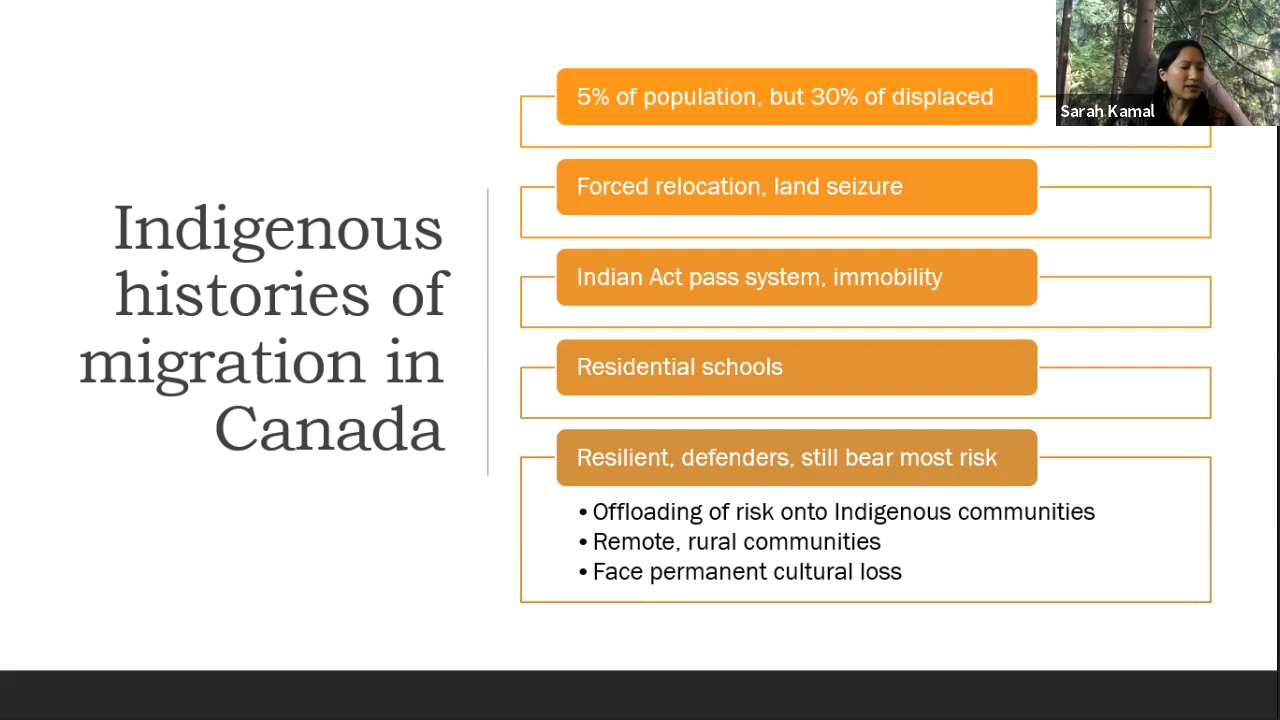 Indigenous
histories of
migration in
Canada
5% of population, but 30% of displaced
Forced relocation, land seizure
Indian Act pass system, immobility
Residential schools
Resilient, defenders, still bear most risk
• Offloading of risk onto Indigenous communities
• Remote, rural communities
• Face permanent cultural loss
Sarah Kamal